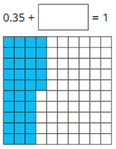 0.35 + = 1